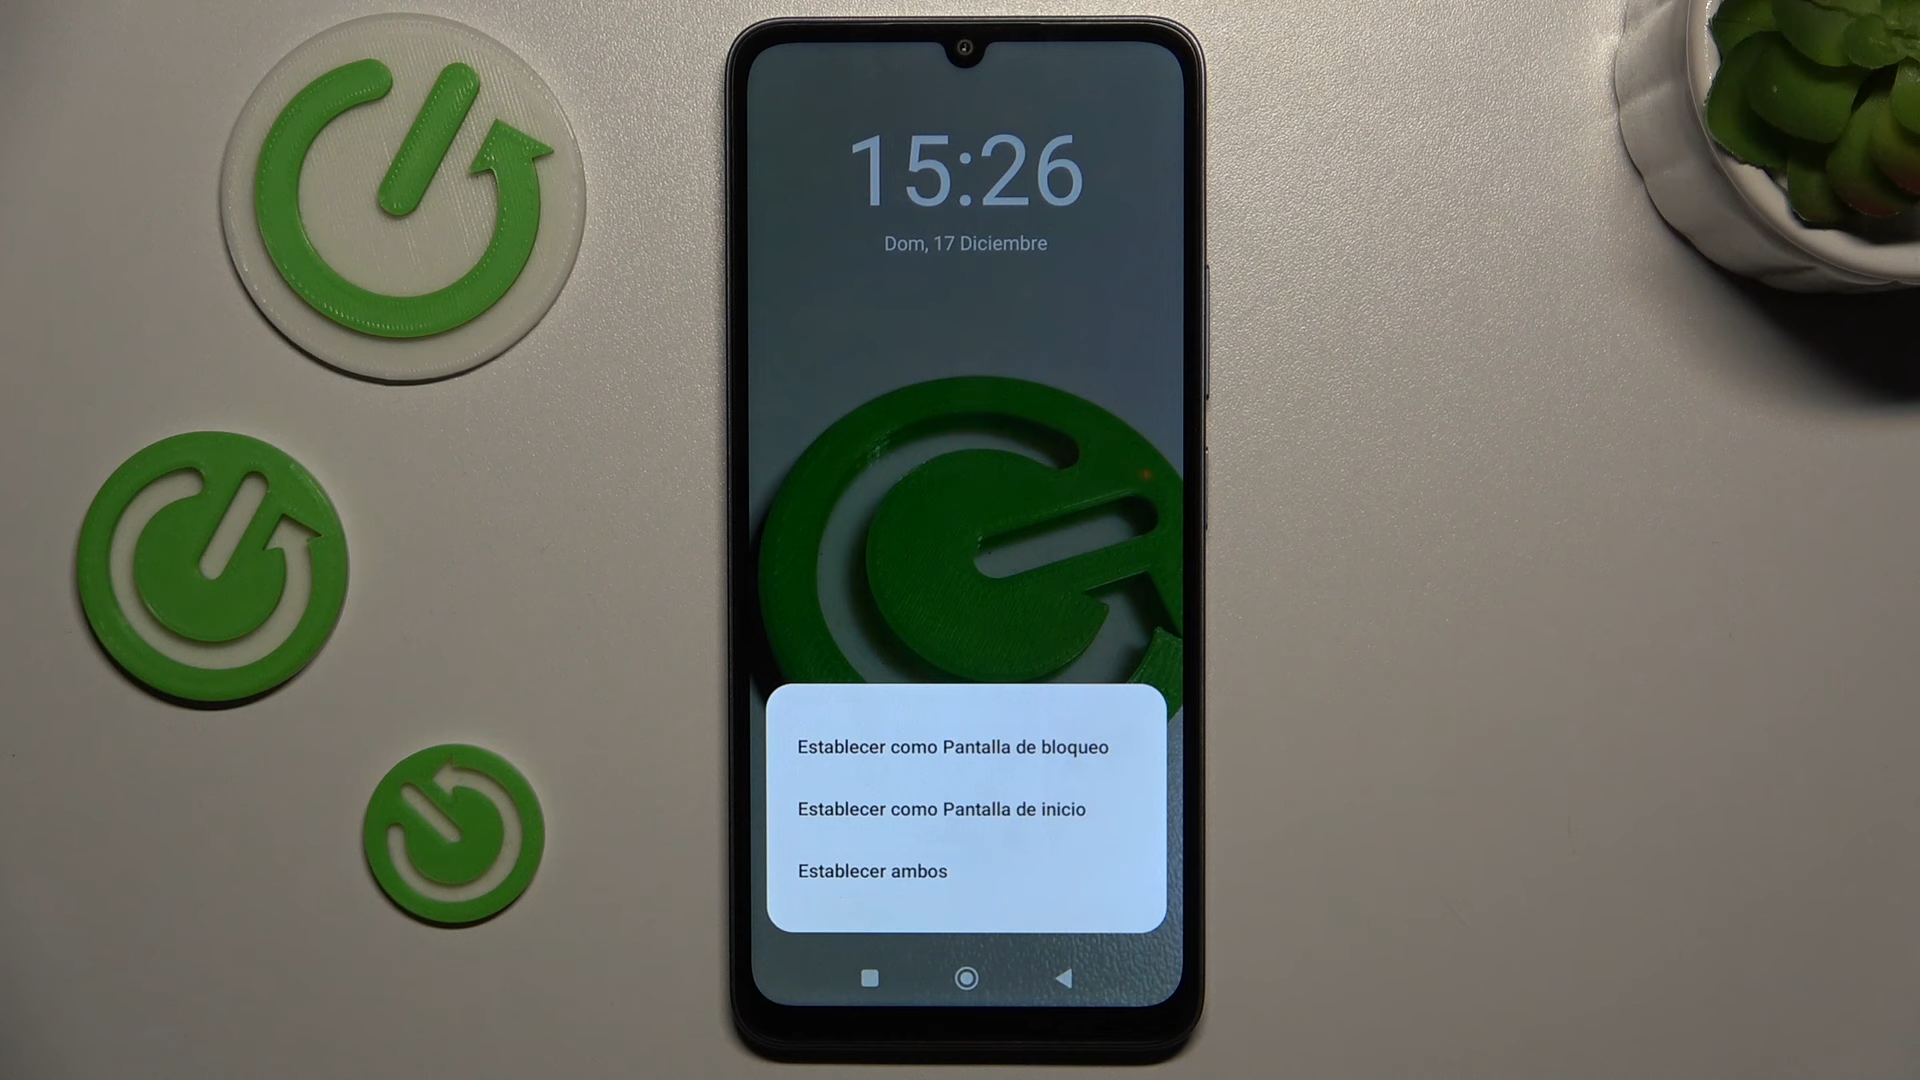 15:26
Dom, 17 Diciembre
Establecer como Pantalla de bloqueo
Establecer como Pantalla de inicio
Establecer ambos